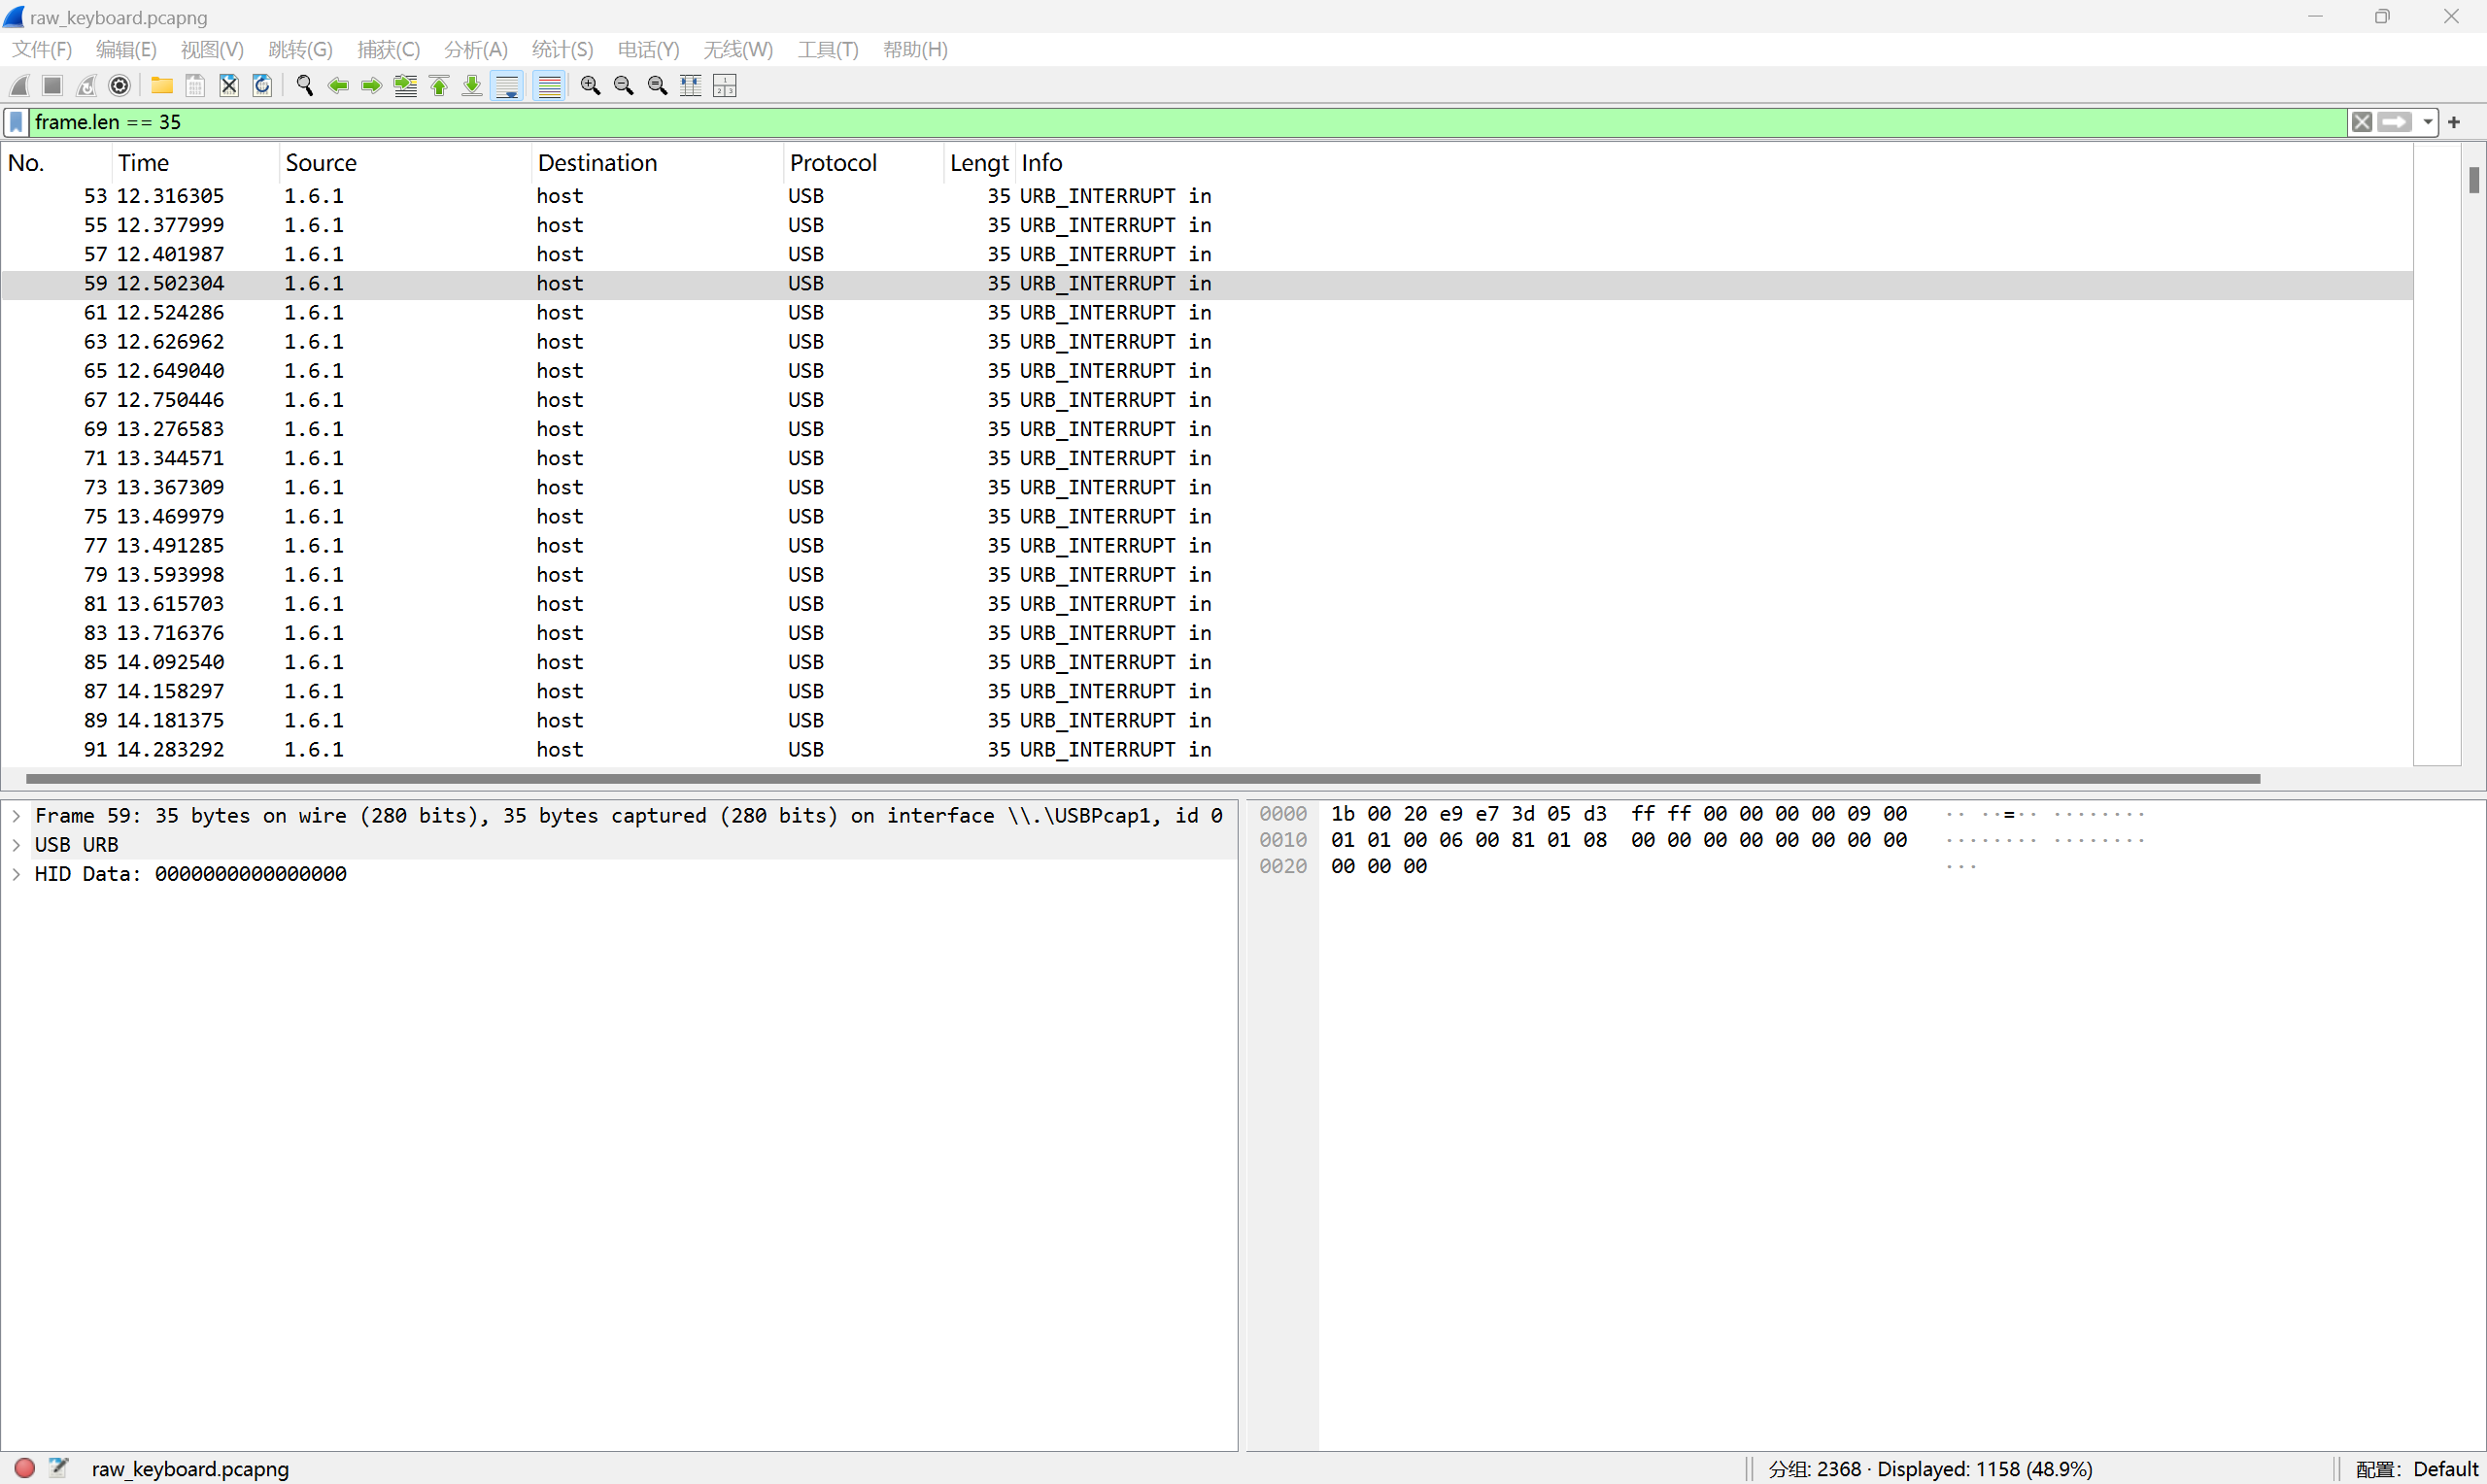 raw_keyboard.pcapng
文件(F) 编辑(E) 视图(V) 跳转(G) 捕获(C) 分析(A) 统计(S) 电话(Y) 无线(W) 工具(T) 帮助(H)
frame.len == 35
No. Time Source Destination Protocol Lengt Info
53 12.316305 1.6.1 host USB 35 URB_INTERRUPT in
55 12.377999 1.6.1 host USB 35 URB_INTERRUPT in
57 12.401987 1.6.1 host USB 35 URB_INTERRUPT in
59 12.502304 1.6.1 host USB 35 URB_INTERRUPT in
61 12.524286 1.6.1 host USB 35 URB_INTERRUPT in
63 12.626962 1.6.1 host USB 35 URB_INTERRUPT in
65 12.649040 1.6.1 host USB 35 URB_INTERRUPT in
67 12.750446 1.6.1 host USB 35 URB_INTERRUPT in
69 13.276583 1.6.1 host USB 35 URB_INTERRUPT in
71 13.344571 1.6.1 host USB 35 URB_INTERRUPT in
73 13.367309 1.6.1 host USB 35 URB_INTERRUPT in
75 13.469979 1.6.1 host USB 35 URB_INTERRUPT in
77 13.491285 1.6.1 host USB 35 URB_INTERRUPT in
79 13.593998 1.6.1 host USB 35 URB_INTERRUPT in
81 13.615703 1.6.1 host USB 35 URB_INTERRUPT in
83 13.716376 1.6.1 host USB 35 URB_INTERRUPT in
85 14.092540 1.6.1 host USB 35 URB_INTERRUPT in
87 14.158297 1.6.1 host USB 35 URB_INTERRUPT in
89 14.181375 1.6.1 host USB 35 URB_INTERRUPT in
91 14.283292 1.6.1 host USB 35 URB_INTERRUPT in
Frame 59: 35 bytes on wire (280 bits), 35 bytes captured (280 bits) on interface \\.\USBPcap1, id 0
USB URB
HID Data: 0000000000000000
0000 1b 00 20 e9 e7 3d 05 d3 ff ff 00 00 00 00 09 00 ·· ··=·· ········
0010 01 01 00 06 00 81 01 08 00 00 00 00 00 00 00 00 ········ ········
0020 00 00 00 ···
raw_keyboard.pcapng 分组: 2368 · Displayed: 1158 (48.9%) 配置: Default